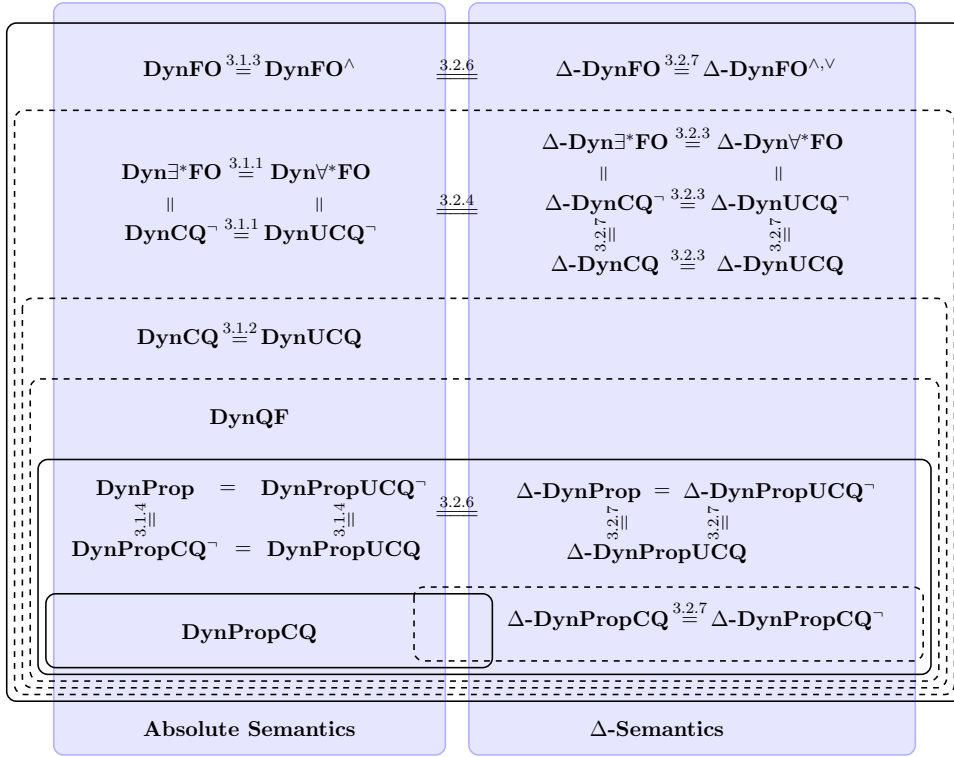 DynFO 3.1.3= DynFO^∧ 3.2.6 Δ-DynFO 3.2.7= Δ-DynFO^∧,∨
Δ-Dyn∃*FO 3.2.3= Δ-Dyn∀*FO
Dyn∃*FO 3.1.1= Dyn∀*FO
= = 3.2.4 = =
Δ-DynCQ¬ 3.2.3= Δ-DynUCQ¬
DynCQ¬ 3.1.1= DynUCQ¬
3.2.7= 3.2.7=
Δ-DynCQ 3.2.3= Δ-DynUCQ
DynCQ 3.1.2= DynUCQ
DynQF
DynProp = DynPropUCQ¬ 3.2.6 Δ-DynProp = Δ-DynPropUCQ¬
3.1.4= 3.1.4= 3.2.7= 3.2.7=
DynPropCQ¬ = DynPropUCQ Δ-DynPropUCQ
Δ-DynPropCQ 3.2.7= Δ-DynPropCQ¬
DynPropCQ
Absolute Semantics Δ-Semantics